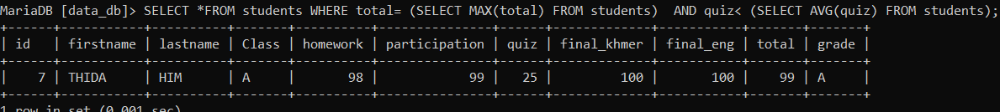 MariaDB [data_db]> SELECT *FROM students WHERE total= (SELECT MAX(total) FROM students)  AND quiz< (SELECT AVG(quiz) FROM students);
+------+-----------+----------+-------+----------+---------------+------+-------------+-----------+-------+-------+
| id   | firstname | lastname | Class | homework | participation | quiz | final_khmer | final_eng | total | grade |
+------+-----------+----------+-------+----------+---------------+------+-------------+-----------+-------+-------+
|    7 | THIDA     | HIM      | A     |       98 |            99 |   25 |         100 |       100 |    99 | A     |
+------+-----------+----------+-------+----------+---------------+------+-------------+-----------+-------+-------+
1 row in set (0.001 sec)